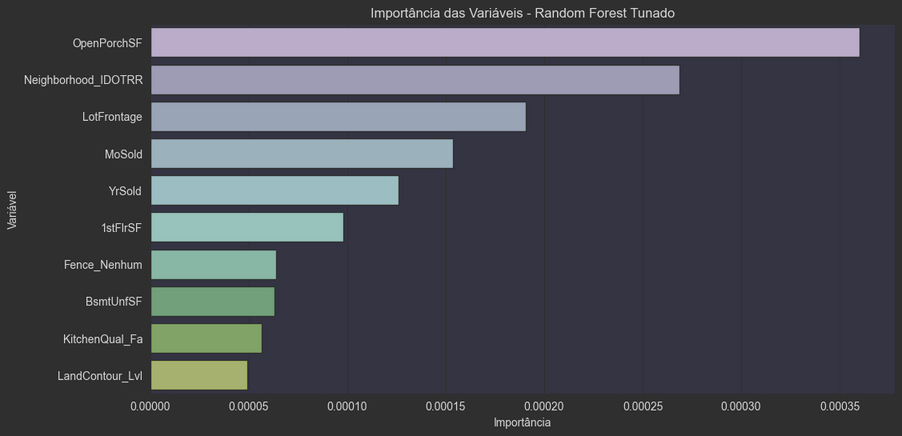 Importância das Variáveis - Random Forest Tunado
Variável
OpenPorchSF
Neighborhood_IDOTRR
LotFrontage
MoSold
YrSold
1stFlrSF
Fence_Nenhum
BsmtUnfSF
KitchenQual_Fa
LandContour_Lvl
0.00000 0.00005 0.00010 0.00015 0.00020 0.00025 0.00030 0.00035
Importância